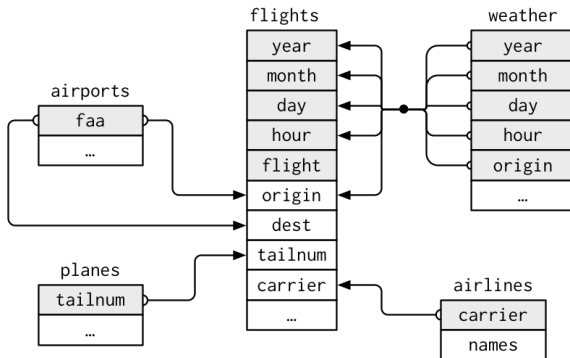 flights
year
month
day
hour
flight
origin
dest
tailnum
carrier
…
weather
year
month
day
hour
origin
…
airports
faa
…
planes
tailnum
…
airlines
carrier
names